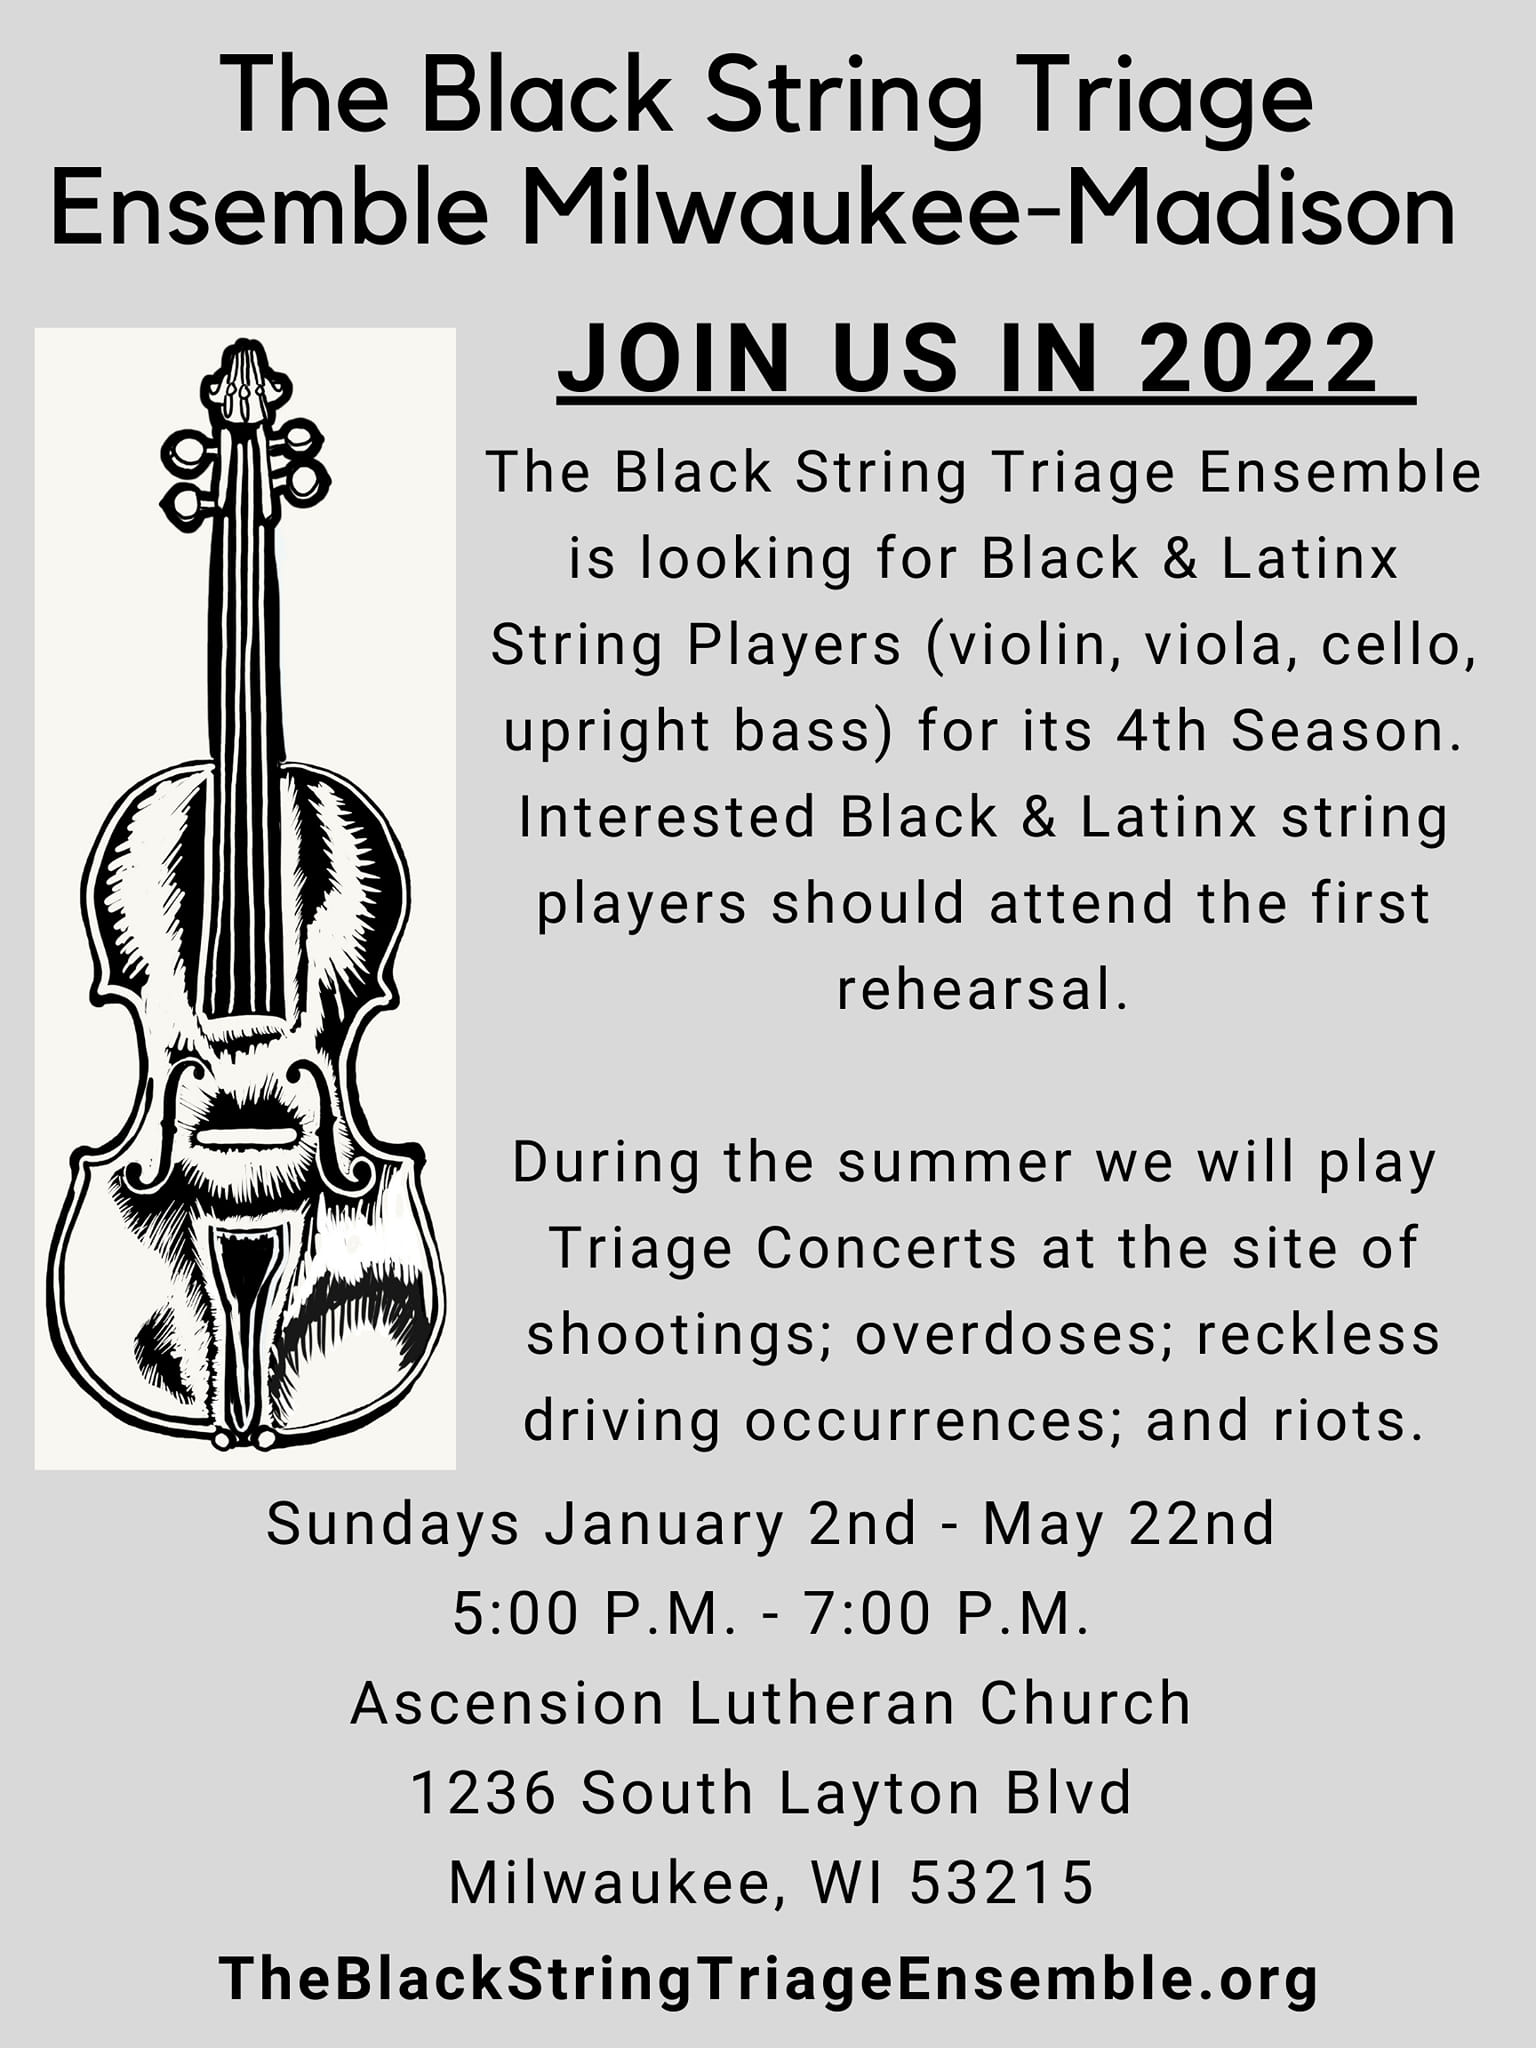 The Black String Triage
Ensemble Milwaukee-Madison
JOIN US IN 2022
The Black String Triage Ensemble
is looking for Black & Latinx
String Players (violin, viola, cello,
upright bass) for its 4th Season.
Interested Black & Latinx string
players should attend the first
rehearsal.
During the summer we will play
Triage Concerts at the site of
shootings; overdoses; reckless
driving occurrences; and riots.
Sundays January 2nd - May 22nd
5:00 P.M. - 7:00 P.M.
Ascension Lutheran Church
1236 South Layton Blvd
Milwaukee, WI 53215
TheBlackStringTriageEnsemble.org